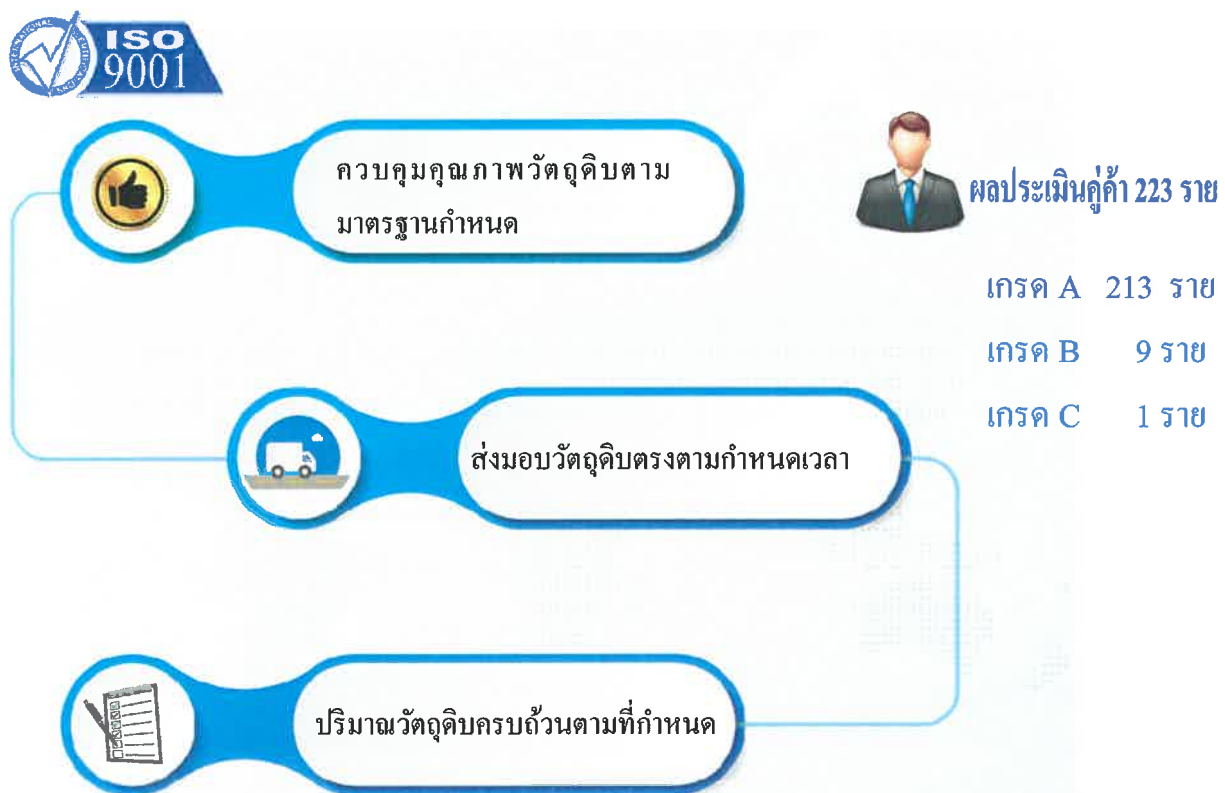 ISO
9001
ควบคุมคุณภาพวัตถุดิบตาม
มาตรฐานกำหนด
ผลประเมินคู่ค้า 223 ราย
เกรด A 213 ราย
เกรด B 9 ราย
เกรด C 1 ราย
ส่งมอบวัตถุดิบตรงตามกำหนดเวลา
ปริมาณวัตถุดิบครบถ้วนตามที่กำหนด